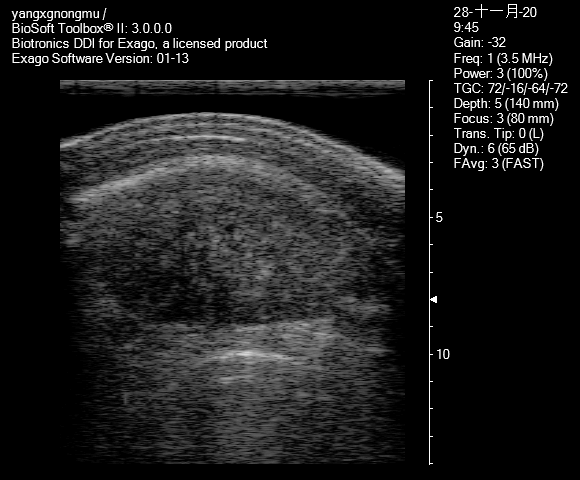 yangxgnongmu /
BioSoft Toolbox® II: 3.0.0.0
Biotronics DDI for Exago, a licensed product
Exago Software Version: 01-13
28-十一月-20
9:45
Gain: -32
Freq: 1 (3.5 MHz)
Power: 3 (100%)
TGC: 72/-16/-64/-72
Depth: 5 (140 mm)
Focus: 3 (80 mm)
Trans. Tip: 0 (L)
Dyn.: 6 (65 dB)
FAvg: 3 (FAST)
5
10